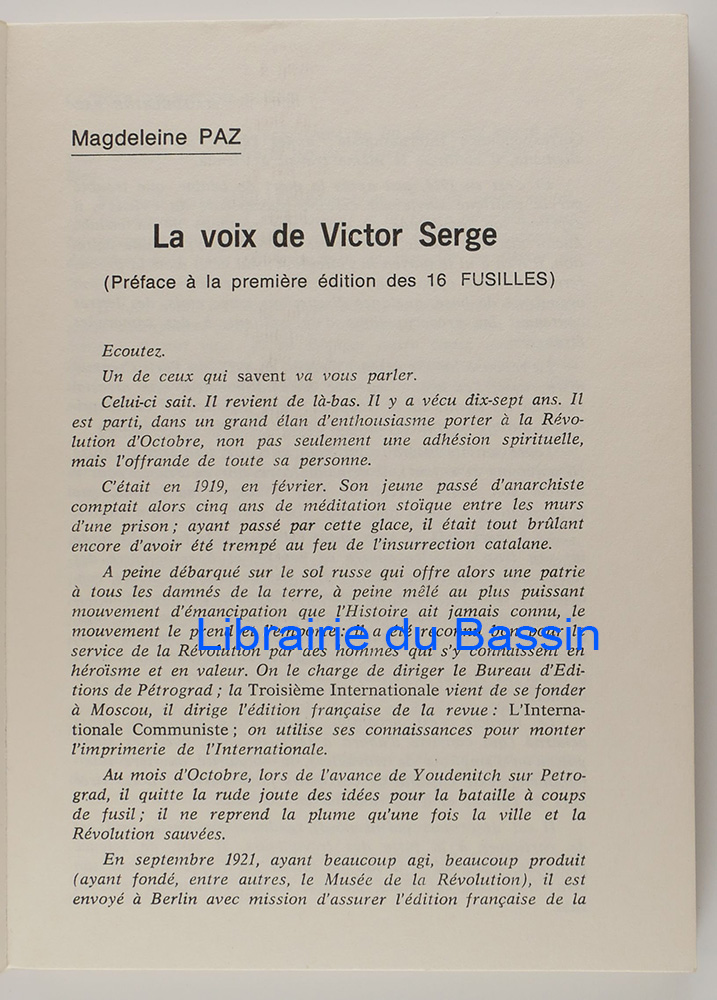 Magdeleine PAZ
La voix de Victor Serge
(Préface à la première édition des 16 FUSILLES)
Ecoutez.
Un de ceux qui savent va vous parler.
Celui-ci sait. Il revient de là-bas. Il y a vécu dix-sept ans. Il
est parti, dans un grand élan d'enthousiasme porter à la Révo-
lution d'Octobre, non pas seulement une adhésion spirituelle,
mais l'offrande de toute sa personne.
C'était en 1919, en février. Son jeune passé d'anarchiste
comptait alors cinq ans de méditation stoïque entre les murs
d'une prison ; ayant passé par cette glace, il était tout brûlant
encore d'avoir été trempé au feu de l'insurrection catalane.
A peine débarqué sur le sol russe qui offre alors une patrie
à tous les damnés de la terre, à peine mêlé au plus puissant
mouvement d'émancipation que l'Histoire ait jamais connu, le
mouvement le prend et l'emporte : il a été reconnu bon pour le
Librairie du Bassin
service de la Révolution par des hommes qui s'y connaissent en
héroïsme et en valeur. On le charge de diriger le Bureau d'Edi-
tions de Pétrograd ; la Troisième Internationale vient de se fonder
à Moscou, il dirige l'édition française de la revue : L'Interna-
tionale Communiste ; on utilise ses connaissances pour monter
l'imprimerie de l'Internationale.
Au mois d'Octobre, lors de l'avance de Youdenitch sur Petro-
grad, il quitte la rude joute des idées pour la bataille à coups
de fusil ; il ne reprend la plume qu'une fois la ville et la
Révolution sauvées.
En septembre 1921, ayant beaucoup agi, beaucoup produit
(ayant fondé, entre autres, le Musée de la Révolution), il est
envoyé à Berlin avec mission d'assurer l'édition française de la